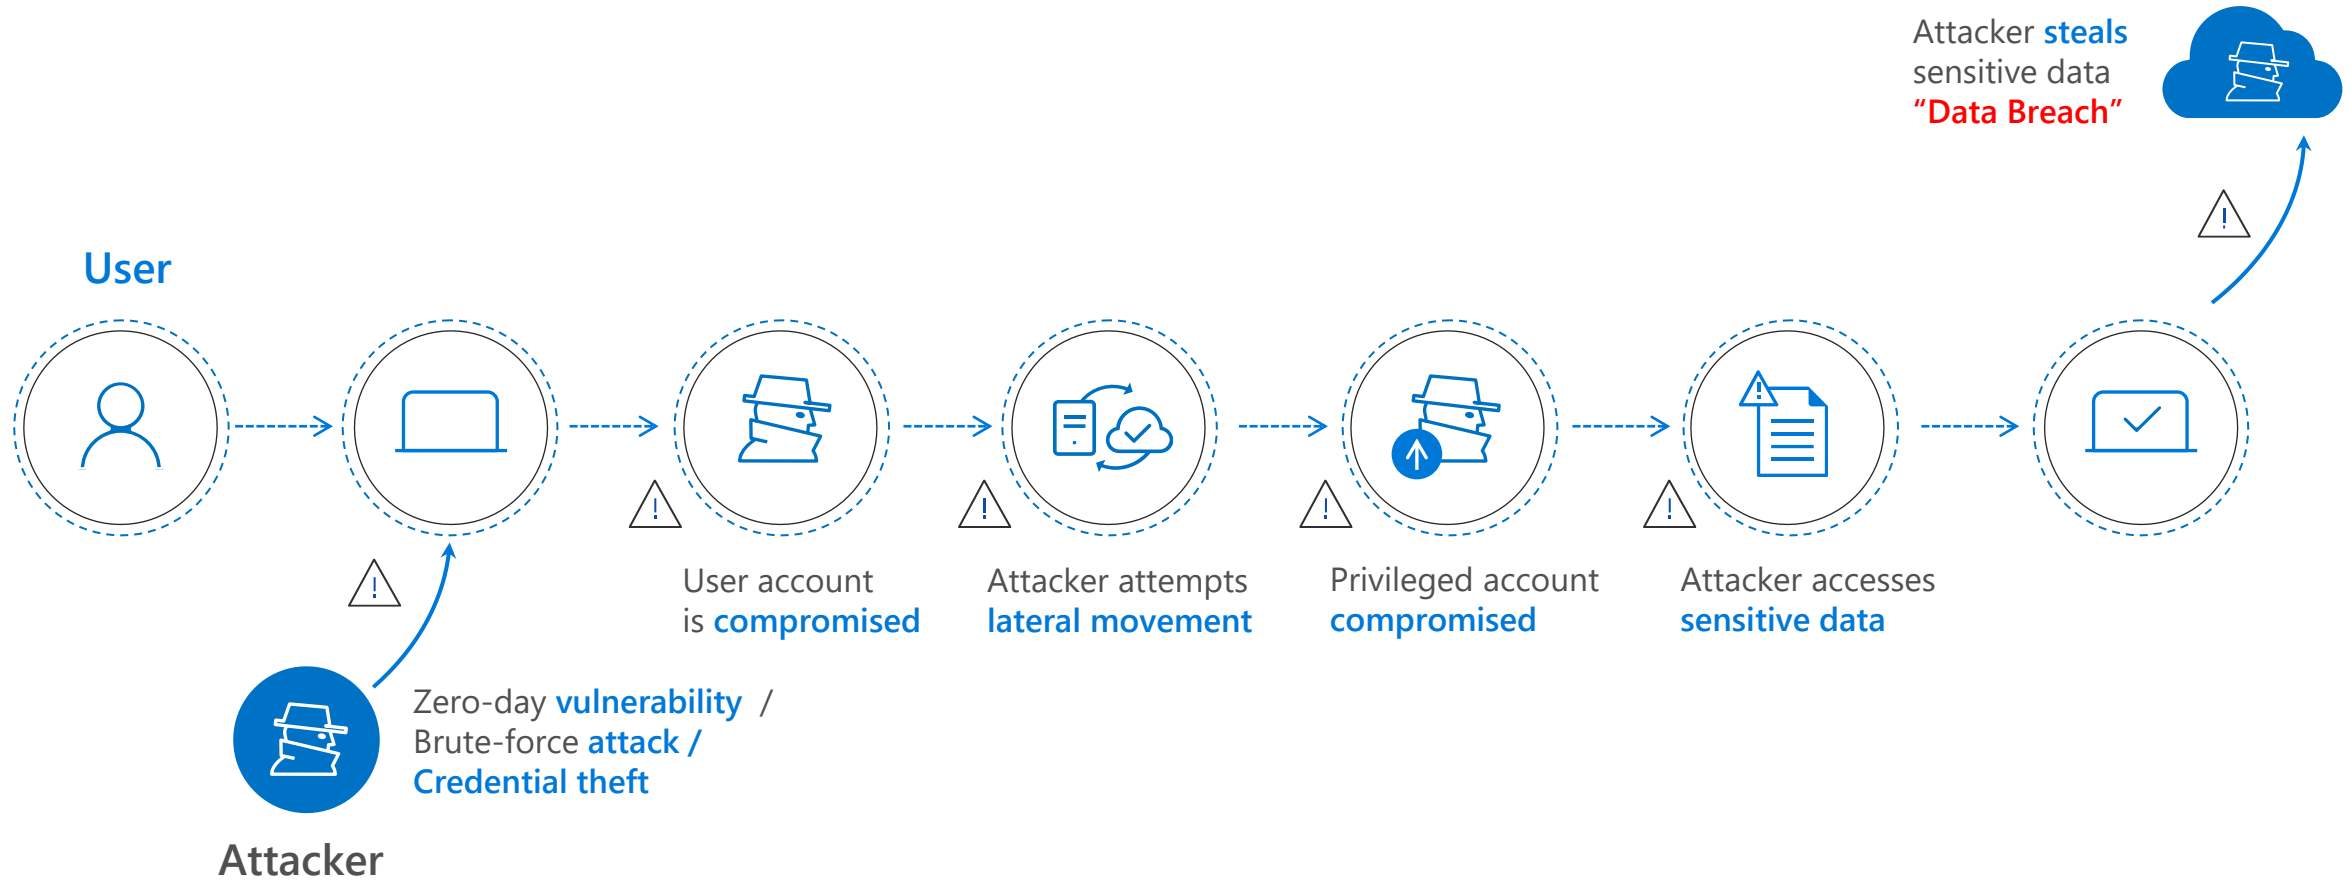 Attacker steals
sensitive data
“Data Breach”
User
User account
is compromised
Attacker attempts
lateral movement
Privileged account
compromised
Attacker accesses
sensitive data
Zero-day vulnerability /
Brute-force attack /
Credential theft
Attacker